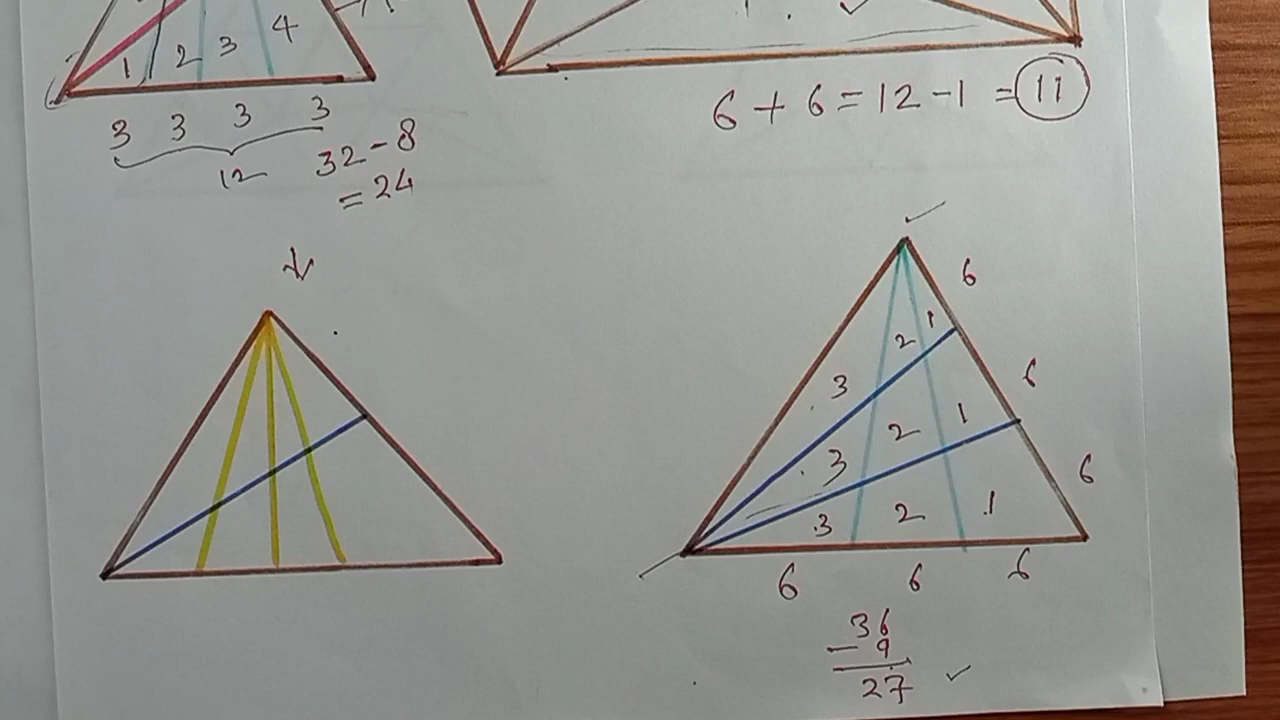 1 2 3 4
3 3 3 3
12
32 - 8
= 24
6 + 6 = 12 - 1 = 11
6
1
2
3
6
1
2
3
6
3 2 1
6 6 6
36
- 9
27